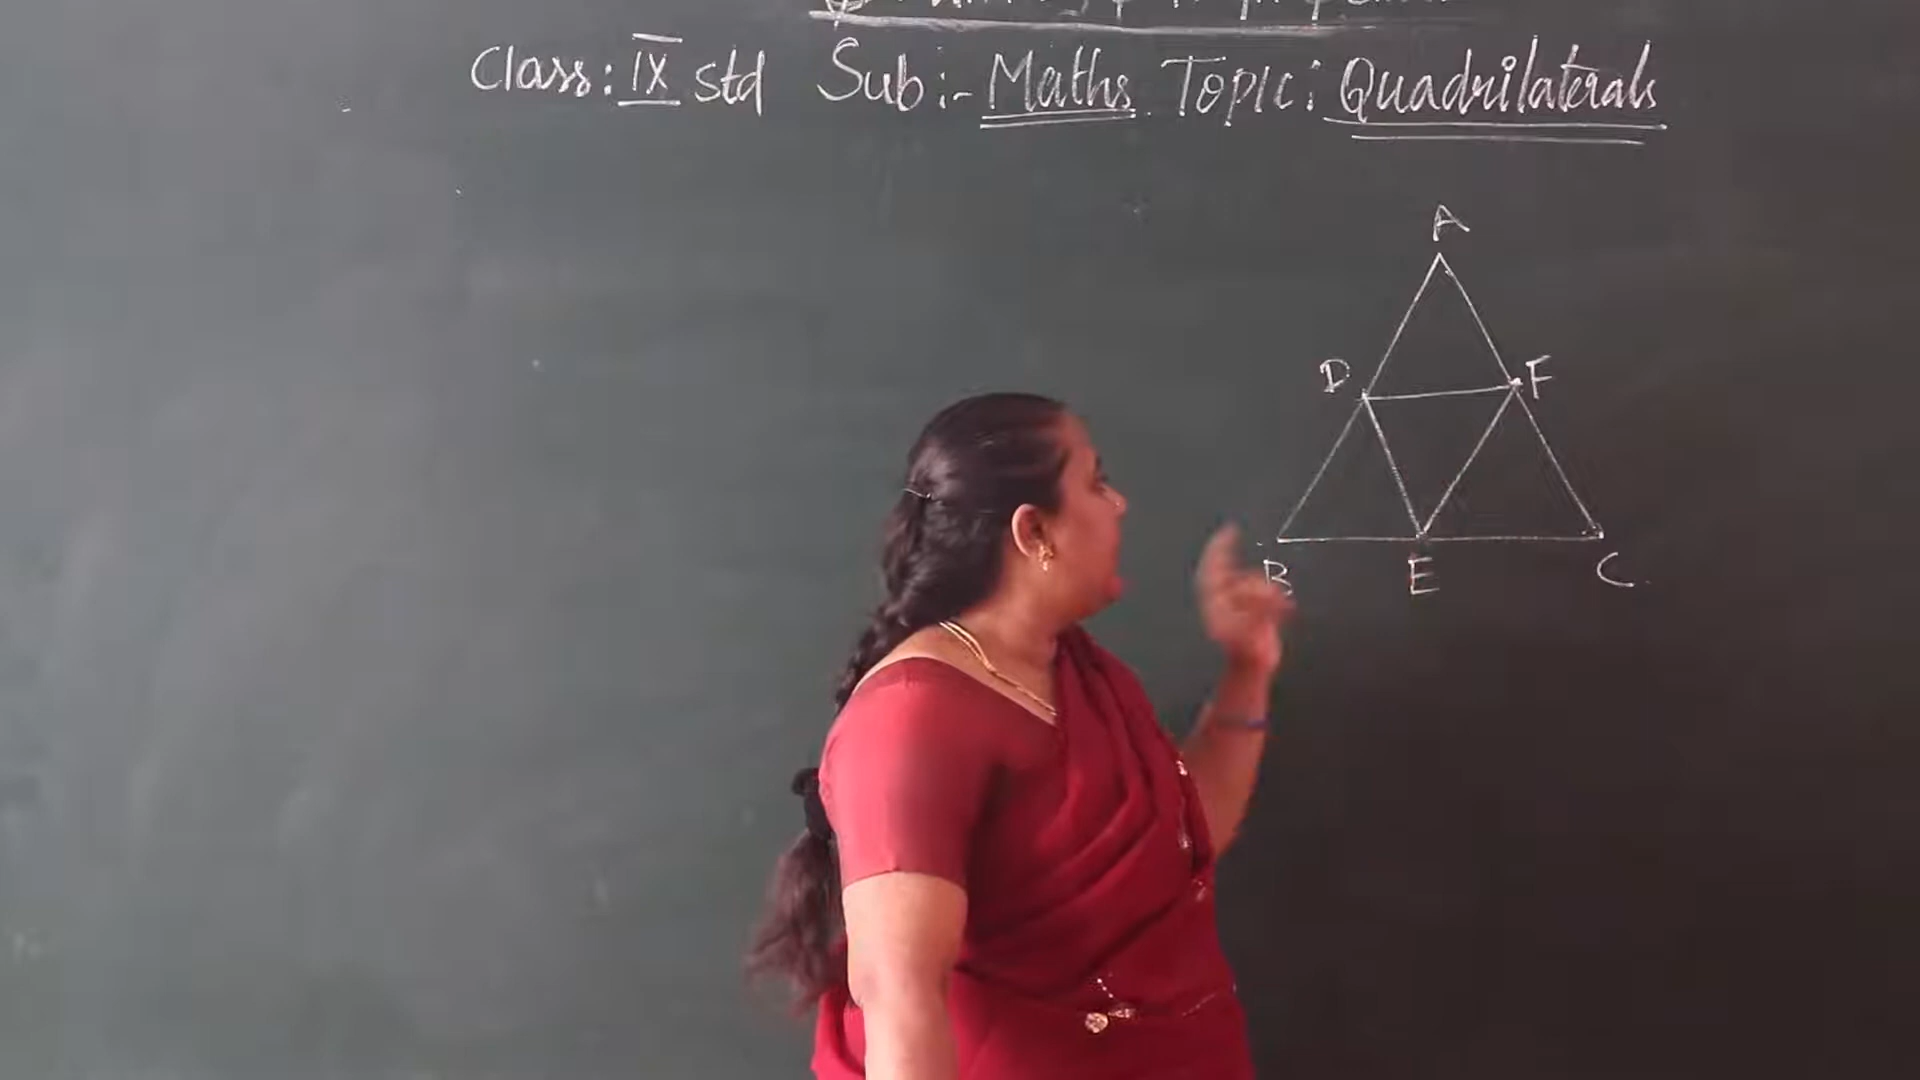 Class: IX std Sub:- Maths. Topic: Quadrilaterals
A
D F
B E C